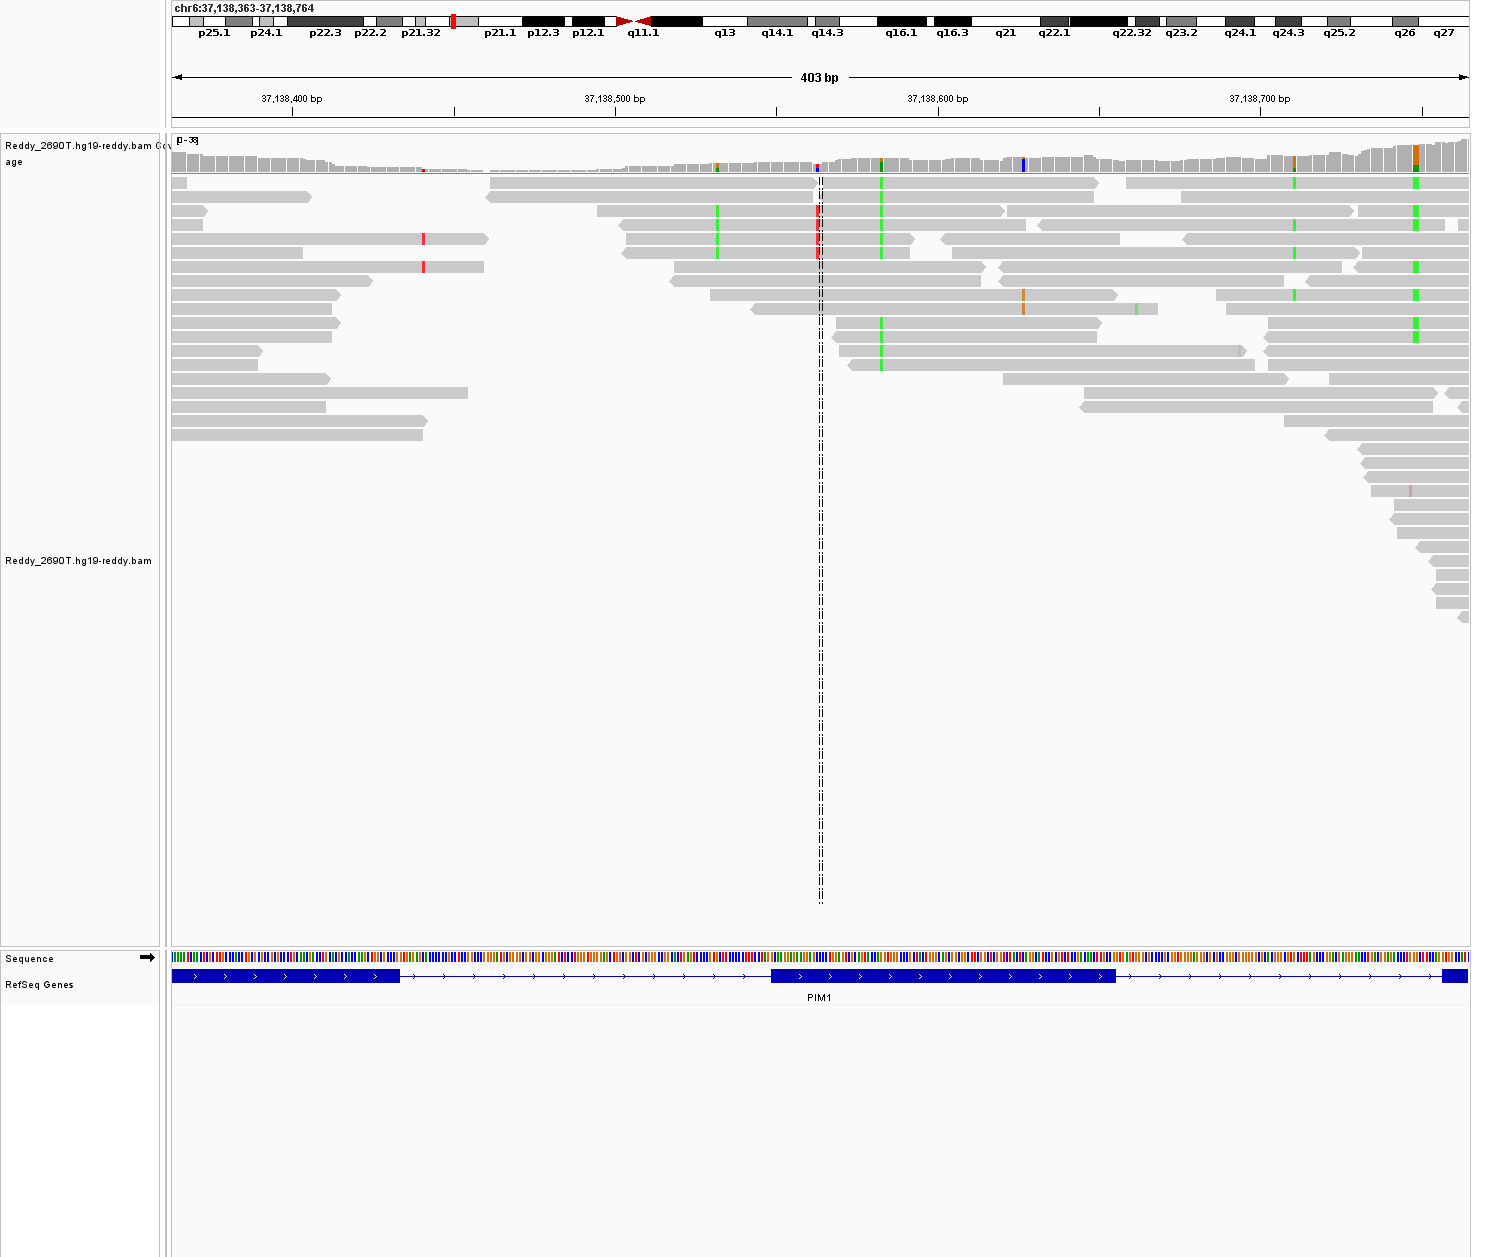 chr6:37,138,363-37,138,764
p25.1 p24.1 p22.3 p22.2 p21.32 p21.1 p12.3 p12.1 q11.1 q13 q14.1 q14.3 q16.1 q16.3 q21 q22.1 q22.32 q23.2 q24.1 q24.3 q25.2 q26 q27
403 bp
37,138,400 bp 37,138,500 bp 37,138,600 bp 37,138,700 bp
[0-38]
Reddy_2690T.hg19-reddy.bam Cov
age
Reddy_2690T.hg19-reddy.bam
Sequence
RefSeq Genes
PIM1